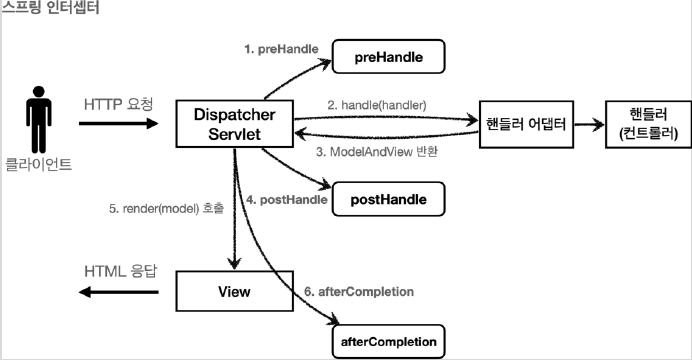 스프링 인터셉터
1. preHandle
preHandle
HTTP 요청
클라이언트
Dispatcher
Servlet
2. handle(handler)
3. ModelAndView 반환
핸들러 어댑터
핸들러
(컨트롤러)
4. postHandle
postHandle
5. render(model) 호출
HTML 응답
View
6. afterCompletion
afterCompletion